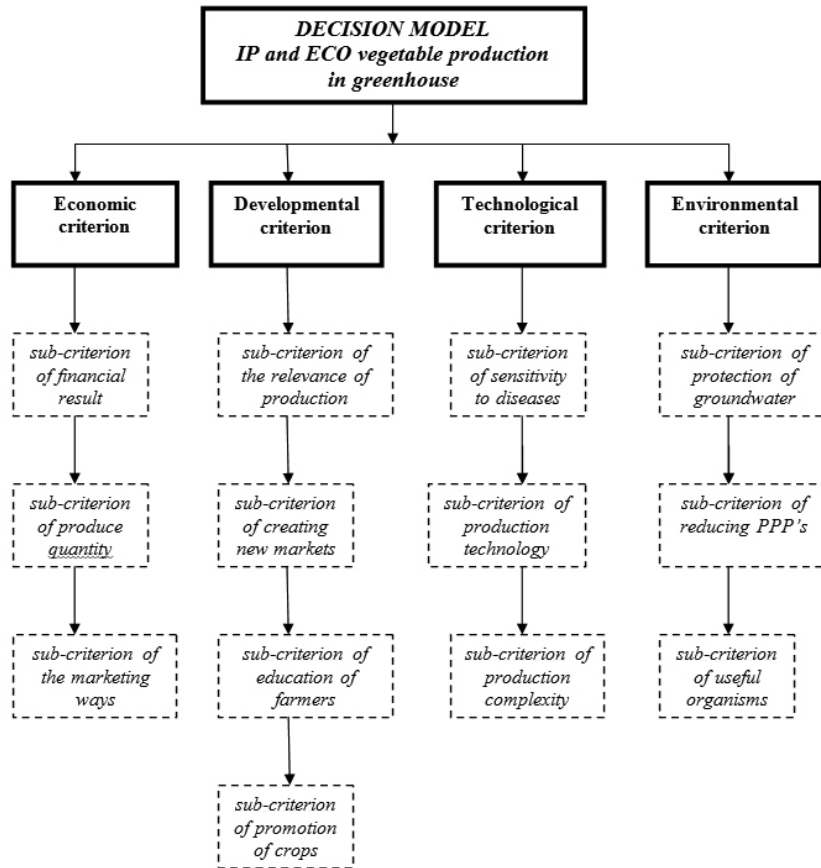 DECISION MODEL
IP and ECO vegetable production
in greenhouse
Economic
criterion
Developmental
criterion
Technological
criterion
Environmental
criterion
sub-criterion
of financial
result
sub-criterion of
the relevance of
production
sub-criterion
of sensitivity
to diseases
sub-criterion of
protection of
groundwater
sub-criterion
of produce
quantity
sub-criterion
of creating
new markets
sub-criterion of
production
technology
sub-criterion of
reducing PPP's
sub-criterion of
the marketing
ways
sub-criterion of
education of
farmers
sub-criterion of
production
complexity
sub-criterion
of useful
organisms
sub-criterion
of promotion
of crops